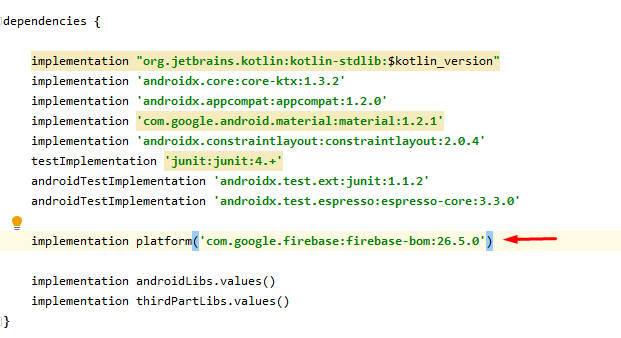 dependencies {
implementation "org.jetbrains.kotlin:kotlin-stdlib:$kotlin_version"
implementation 'androidx.core:core-ktx:1.3.2'
implementation 'androidx.appcompat:appcompat:1.2.0'
implementation 'com.google.android.material:material:1.2.1'
implementation 'androidx.constraintlayout:constraintlayout:2.0.4'
testImplementation 'junit:junit:4.+'
androidTestImplementation 'androidx.test.ext:junit:1.1.2'
androidTestImplementation 'androidx.test.espresso:espresso-core:3.3.0'
implementation platform('com.google.firebase:firebase-bom:26.5.0')
implementation androidLibs.values()
implementation thirdPartLibs.values()
}